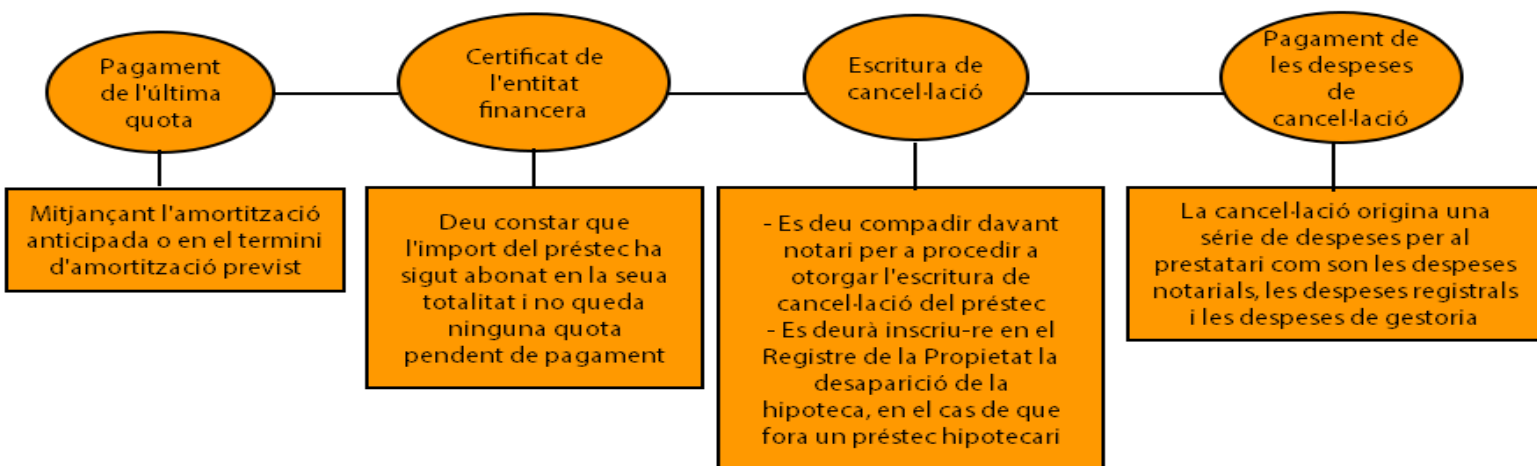 Pagament
de l'última
quota
Certificat de
l'entitat
financera
Escritura de
cancel·lació
Pagament de
les despeses
de
cancel·lació
Mitjançant l'amortització
anticipada o en el termini
d'amortització previst
Deu constar que
l'import del préstec ha
sigut abonat en la seua
totalitat i no queda
ninguna quota
pendent de pagament
- Es deu compadir davant
notari per a procedir a
otorgar l'escritura de
cancel·lació del préstec
- Es deurà inscriu-re en el
Registre de la Propietat la
desaparició de la
hipoteca, en el cas de que
fora un préstec hipotecari
La cancel·lació origina una
série de despeses per al
prestatari com son les despeses
notarials, les despeses registrals
i les despeses de gestoria